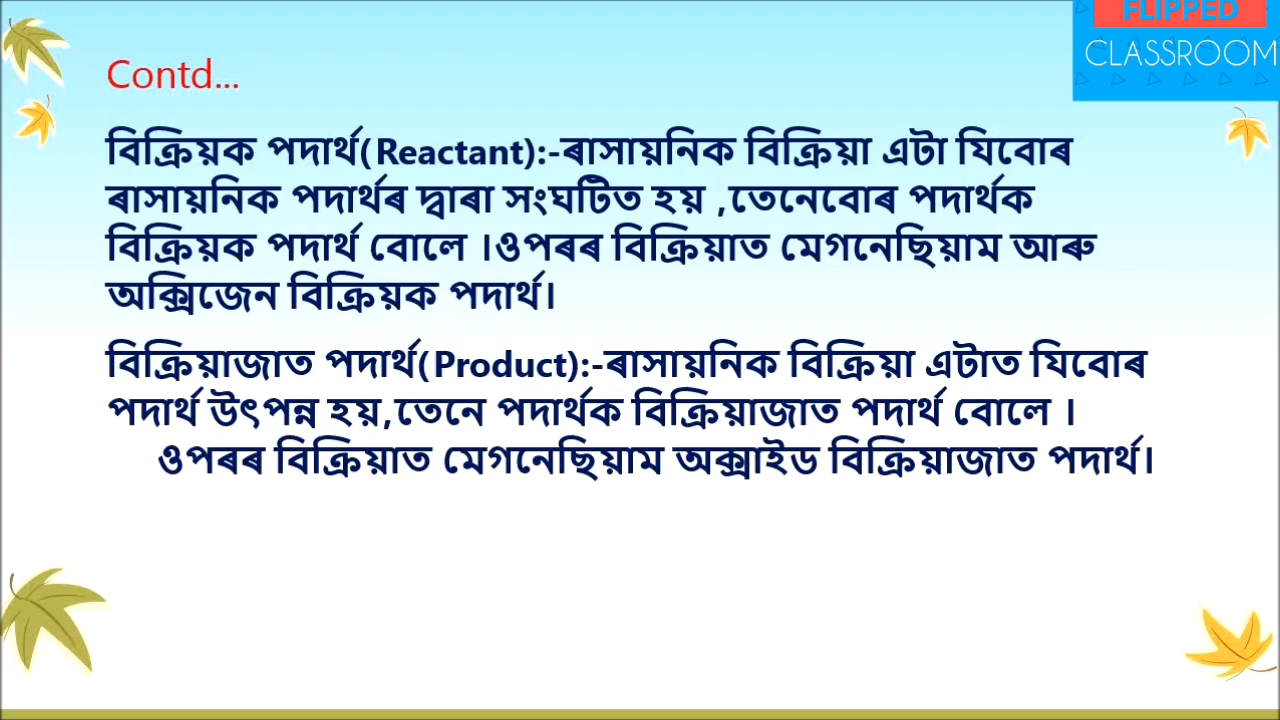 FLIPPED
CLASSROOM
Contd...
বিক্ৰিয়ক পদাৰ্থ(Reactant):-ৰাসায়নিক বিক্ৰিয়া এটা যিবোৰ
ৰাসায়নিক পদাৰ্থৰ দ্বাৰা সংঘটিত হয় ,তেনেবোৰ পদাৰ্থক
বিক্ৰিয়ক পদাৰ্থ বোলে ।ওপৰৰ বিক্ৰিয়াত মেগনেছিয়াম আৰু
অক্সিজেন বিক্ৰিয়ক পদাৰ্থ।
বিক্ৰিয়াজাত পদাৰ্থ(Product):-ৰাসায়নিক বিক্ৰিয়া এটাত যিবোৰ
পদাৰ্থ উৎপন্ন হয়,তেনে পদাৰ্থক বিক্ৰিয়াজাত পদাৰ্থ বোলে ।
ওপৰৰ বিক্ৰিয়াত মেগনেছিয়াম অক্সাইড বিক্ৰিয়াজাত পদাৰ্থ।